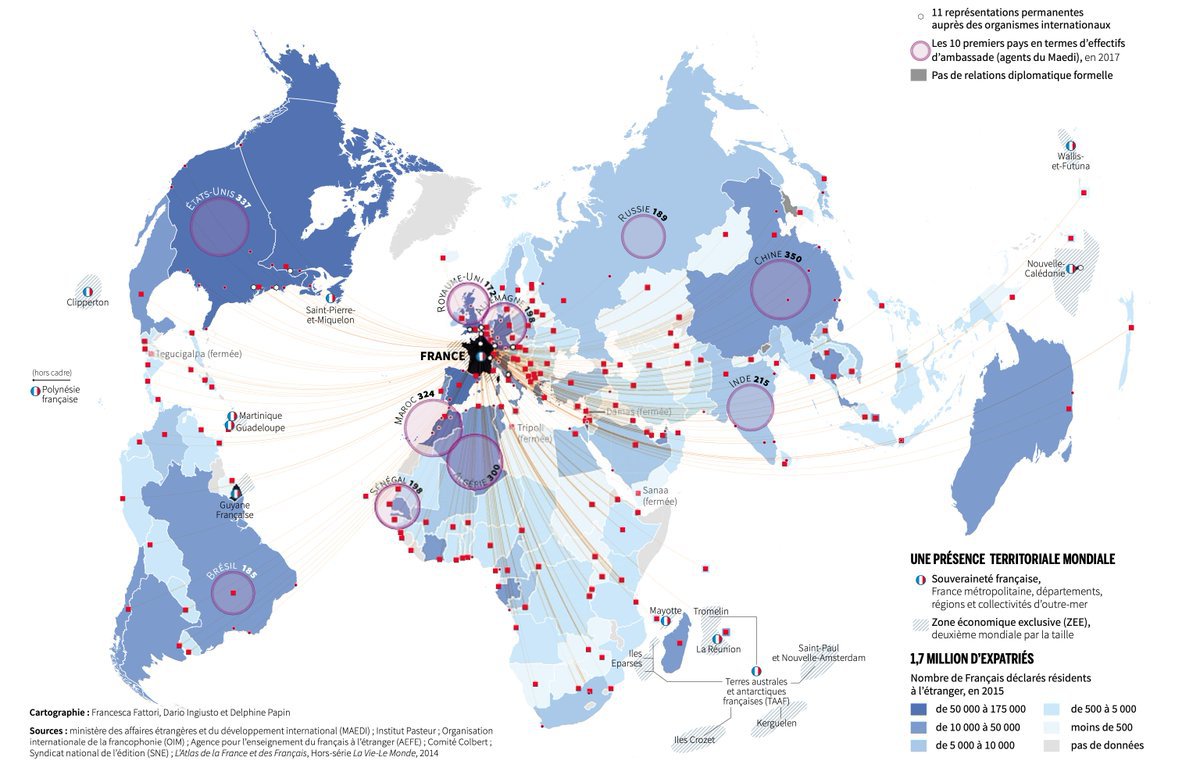 11 représentations permanentes
auprès des organismes internationaux
Les 10 premiers pays en termes d'effectifs
d'ambassade (agents du Maedi), en 2017
Pas de relations diplomatique formelle
Wallis-
et-Futuna
ÉTATS-UNIS 337
RUSSIE 189
CHINE 350
Nouvelle-
Calédonie
Clipperton
Saint-Pierre-
et-Miquelon
ROYAUME-UNI 172
ALLEMAGNE 198
FRANCE
Tegucigalpa (fermée)
(hors cadre)
Polynésie
française
MAROC 324
INDE 215
Damas (fermée)
Martinique
Guadeloupe
Tripoli
(fermée)
ALGÉRIE 300
SÉNÉGAL 198
Sanaa
(fermée)
Guyane
Française
BRÉSIL 185
Mayotte
Tromelin
La Réunion
Iles
Eparses
Saint-Paul
et Nouvelle-Amsterdam
Terres australes
et antarctiques
françaises (TAAF)
Kerguelen
Iles Crozet
UNE PRÉSENCE TERRITORIALE MONDIALE
Souveraineté française,
France métropolitaine, départements,
régions et collectivités d'outre-mer
Zone économique exclusive (ZEE),
deuxième mondiale par la taille
1,7 MILLION D'EXPATRIÉS
Nombre de Français déclarés résidents
à l'étranger, en 2015
de 50 000 à 175 000
de 10 000 à 50 000
de 5 000 à 10 000
de 500 à 5 000
moins de 500
pas de données
Cartographie : Francesca Fattori, Dario Ingiusto et Delphine Papin
Sources : ministère des affaires étrangères et du développement international (MAEDI) ; Institut Pasteur ; Organisation
internationale de la francophonie (OIM) ; Agence pour l'enseignement du français à l'étranger (AEFE) ; Comité Colbert ;
Syndicat national de l'édition (SNE) ; L'Atlas de la France et des Français, Hors-série La Vie-Le Monde, 2014